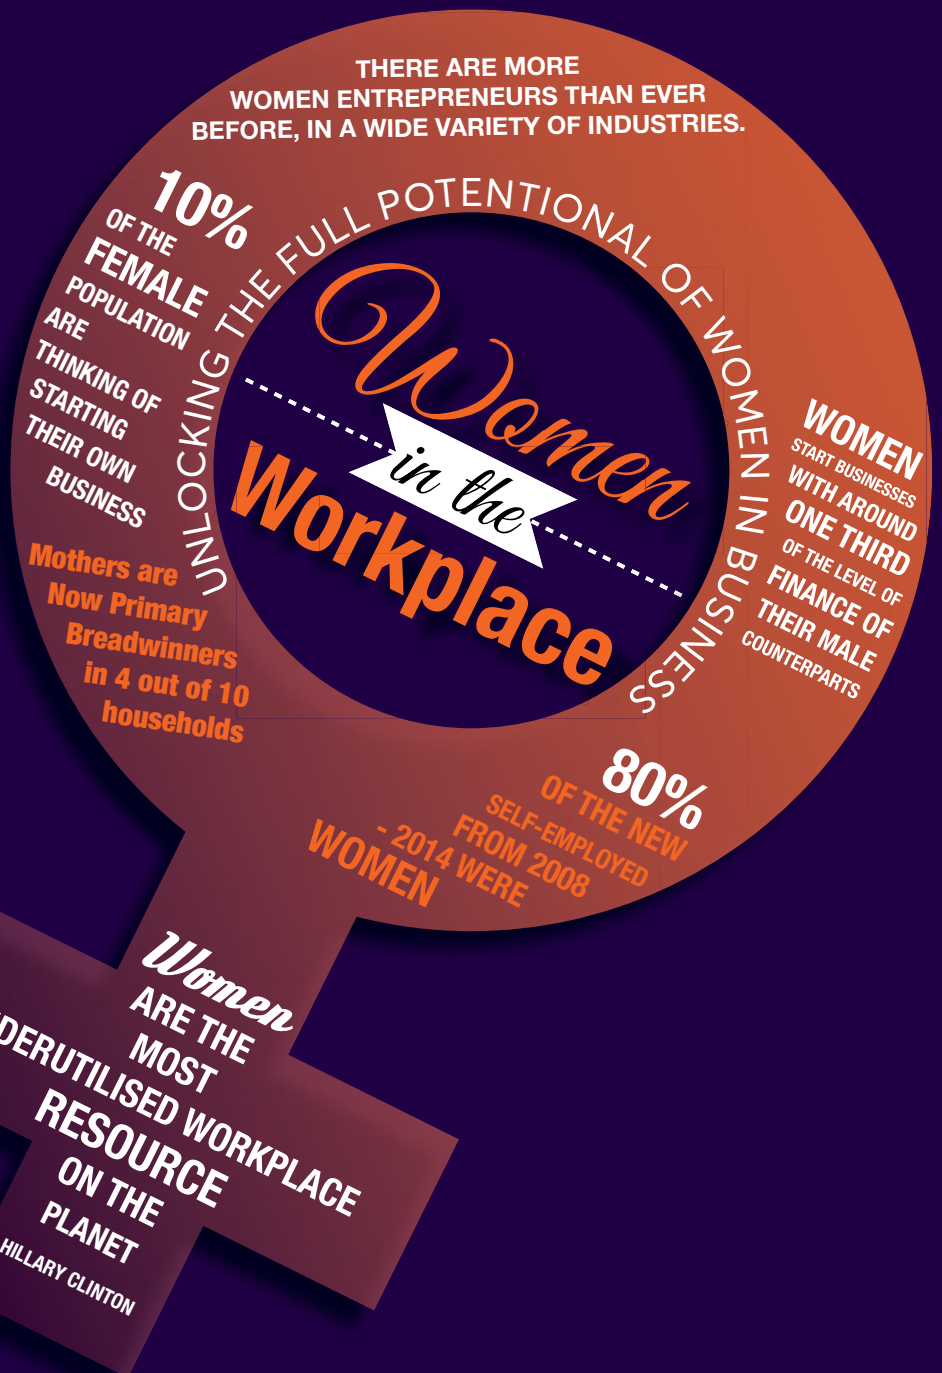 THERE ARE MORE
WOMEN ENTREPRENEURS THAN EVER
BEFORE, IN A WIDE VARIETY OF INDUSTRIES.
UNLOCKING THE FULL POTENTIONAL OF WOMEN IN BUSINESS
10%
OF THE
FEMALE
POPULATION
ARE
THINKING OF
STARTING
THEIR OWN
BUSINESS
Women
in the
Workplace
WOMEN
START BUSINESSES
WITH AROUND
ONE THIRD
OF THE LEVEL OF
FINANCE OF
THEIR MALE
COUNTERPARTS
Mothers are
Now Primary
Breadwinners
in 4 out of 10
households
80%
OF THE NEW
SELF-EMPLOYED
FROM 2008
- 2014 WERE
WOMEN
Women
ARE THE
MOST
DERUTILISED WORKPLACE
RESOURCE
ON THE
PLANET
HILLARY CLINTON